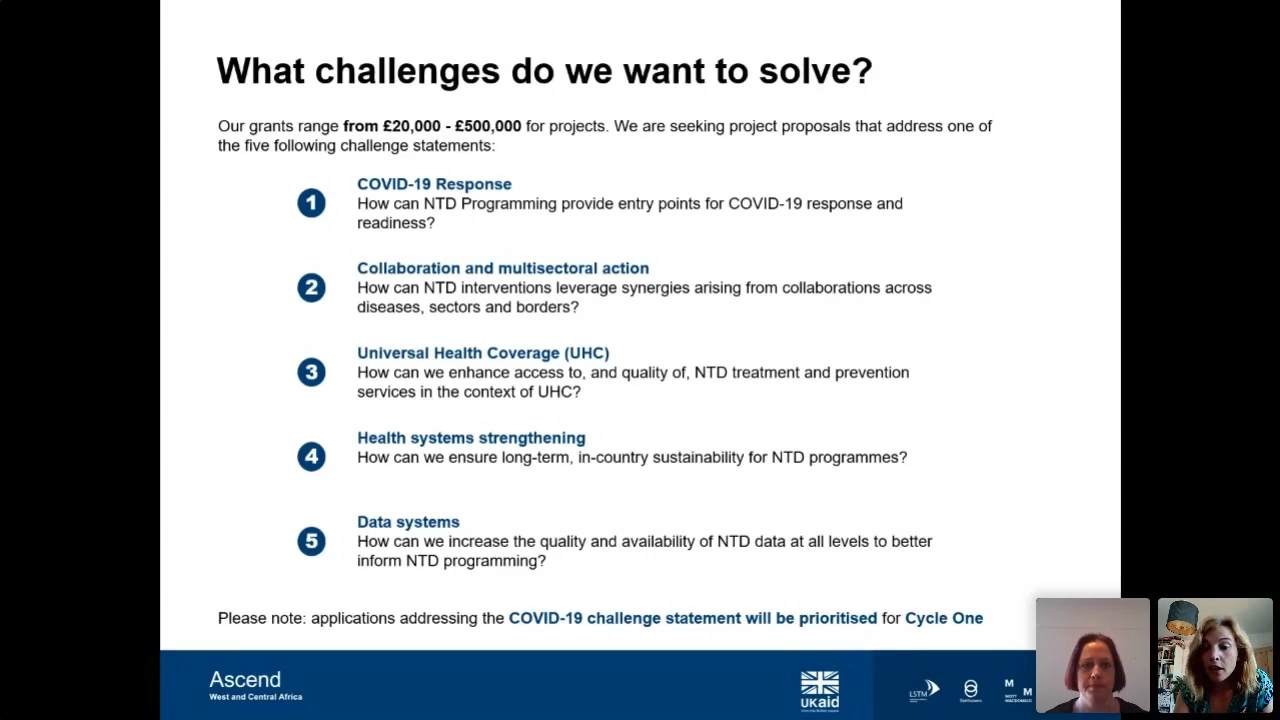 What challenges do we want to solve?
Our grants range from £20,000 - £500,000 for projects. We are seeking project proposals that address one of
the five following challenge statements:
1
COVID-19 Response
How can NTD Programming provide entry points for COVID-19 response and
readiness?
2
Collaboration and multisectoral action
How can NTD interventions leverage synergies arising from collaborations across
diseases, sectors and borders?
3
Universal Health Coverage (UHC)
How can we enhance access to, and quality of, NTD treatment and prevention
services in the context of UHC?
4
Health systems strengthening
How can we ensure long-term, in-country sustainability for NTD programmes?
5
Data systems
How can we increase the quality and availability of NTD data at all levels to better
inform NTD programming?
Please note: applications addressing the COVID-19 challenge statement will be prioritised for Cycle One
Ascend
West and Central Africa
UKaid
from the British people
LSTM
Sightsavers
M
M
MOTT
MACDONALD